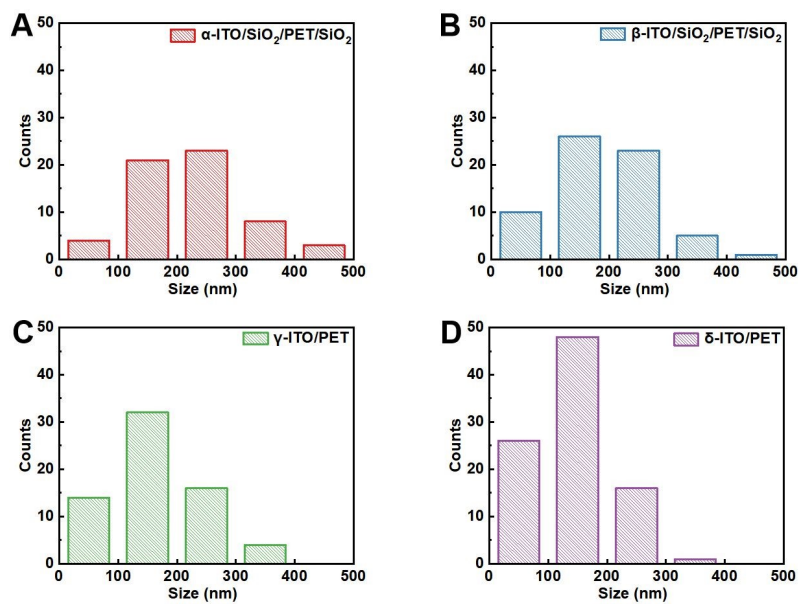 A
α-ITO/SiO₂/PET/SiO₂
50
40
30
20
10
0
Counts
0 100 200 300 400 500
Size (nm)
B
β-ITO/SiO₂/PET/SiO₂
50
40
30
20
10
0
Counts
0 100 200 300 400 500
Size (nm)
C
γ-ITO/PET
50
40
30
20
10
0
Counts
0 100 200 300 400 500
Size (nm)
D
δ-ITO/PET
50
40
30
20
10
0
Counts
0 100 200 300 400 500
Size (nm)